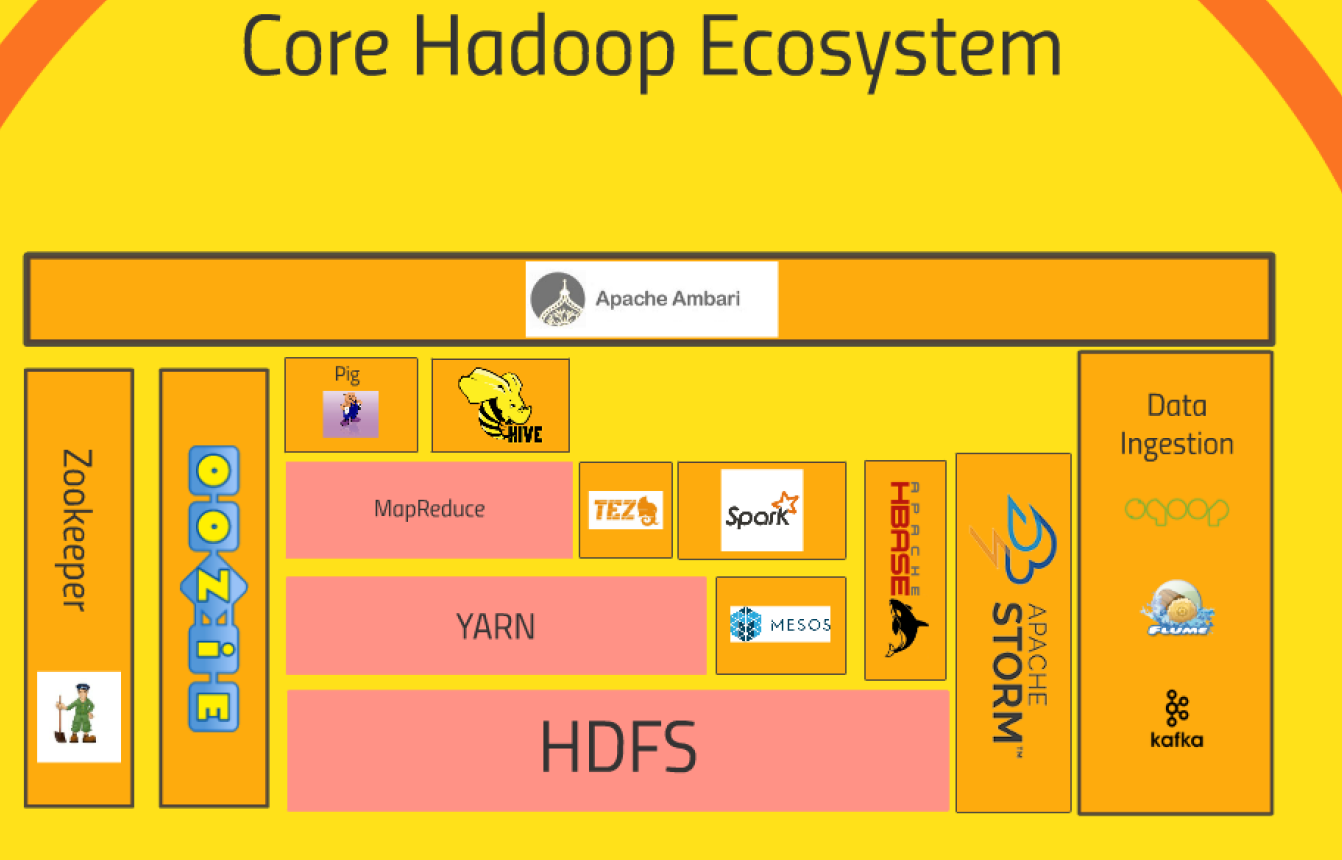 Core Hadoop Ecosystem
Apache Ambari
Zookeeper
OOZiE
Pig
HIVE
MapReduce
TEZ
Spark
YARN
MESOS
HDFS
APACHE
HBASE
APACHE
STORM™
Data
Ingestion
sqoop
FLUME
kafka